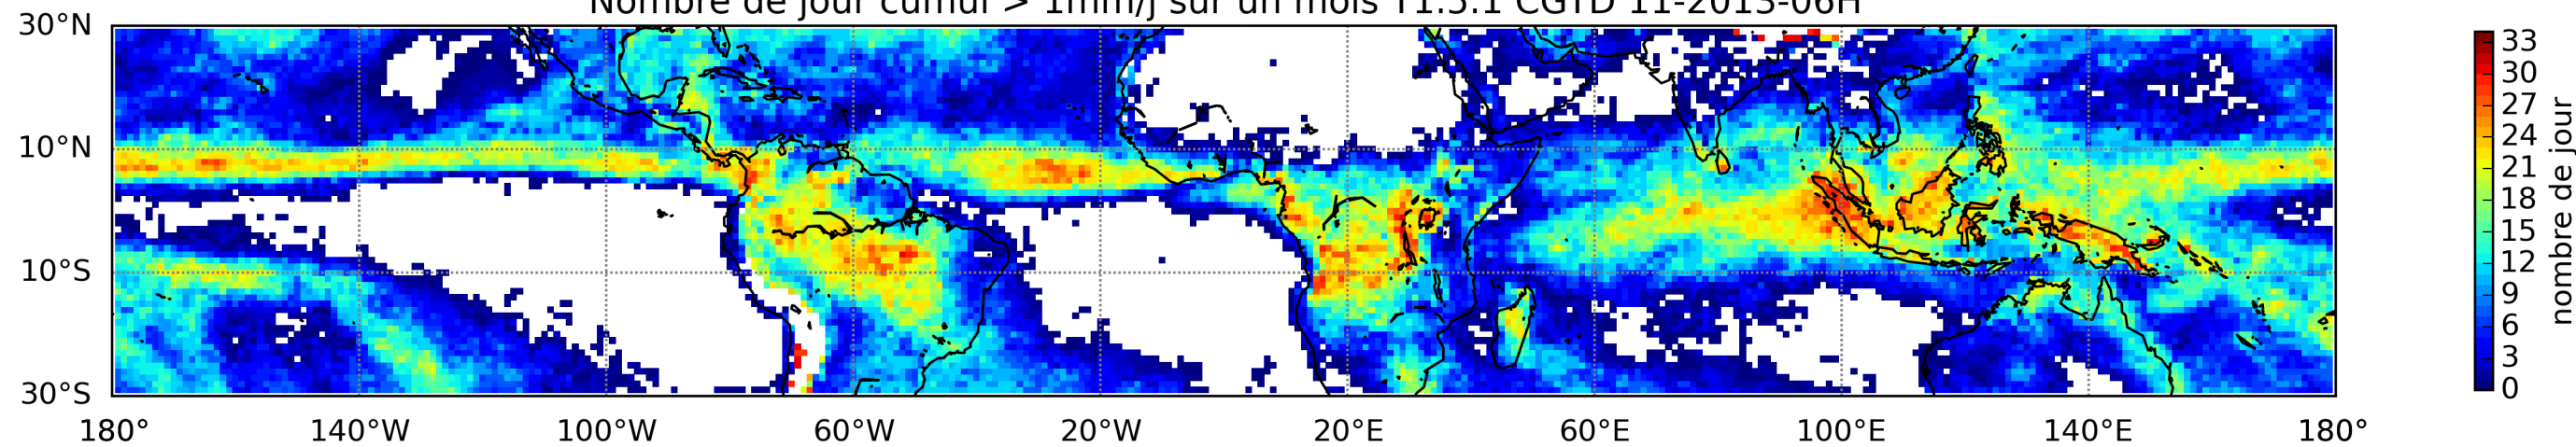 Nombre de jour cumul > 1mm/j sur un mois T1.5.1 CGTD 11-2013-06H
30°N
10°N
10°S
30°S
180° 140°W 100°W 60°W 20°W 20°E 60°E 100°E 140°E 180°
33
30
27
24
21
18
15
12
9
6
3
0
nombre de jour